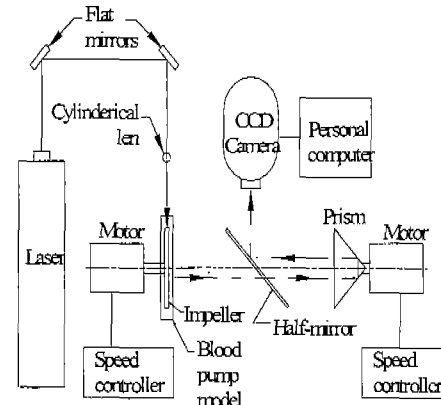 Flat
mirrors
Cylinderical
len
CCD
Camera
Personal
computer
Prism
Motor
Motor
Laser
Impeller
Half-mirror
Speed
controller
Blood
pump
model
Speed
controller